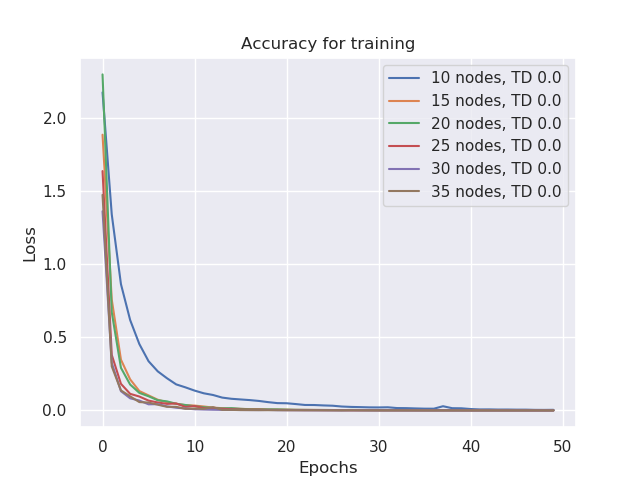 Accuracy for training
10 nodes, TD 0.0
15 nodes, TD 0.0
20 nodes, TD 0.0
25 nodes, TD 0.0
30 nodes, TD 0.0
35 nodes, TD 0.0
2.0
1.5
1.0
0.5
0.0
Loss
0 10 20 30 40 50
Epochs